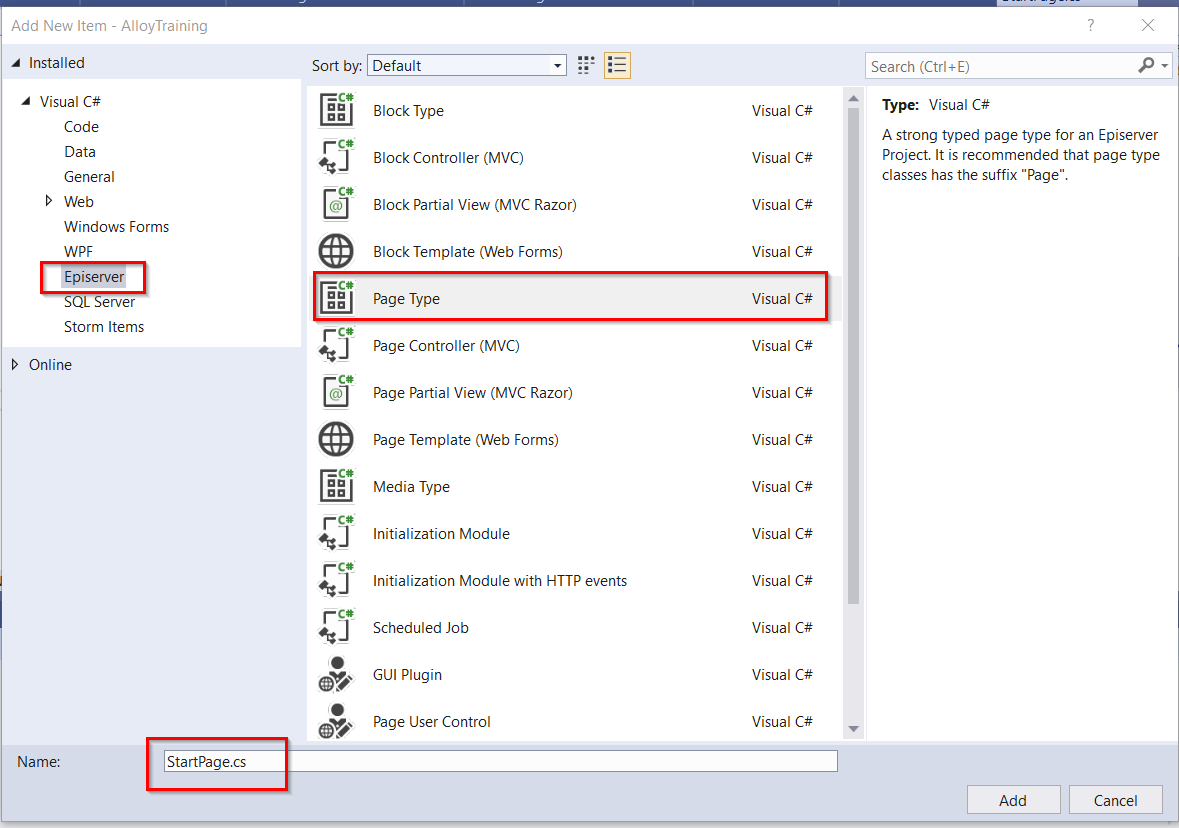 Add New Item - AlloyTraining
?
Installed
Sort by: Default
Search (Ctrl+E)
Visual C#
Code
Data
General
Web
Windows Forms
WPF
Episerver
SQL Server
Storm Items
Online
C# Block Type Visual C#
C# Block Controller (MVC) Visual C#
C# @ Block Partial View (MVC Razor) Visual C#
Block Template (Web Forms) Visual C#
C# Page Type Visual C#
C# Page Controller (MVC) Visual C#
C# @ Page Partial View (MVC Razor) Visual C#
Page Template (Web Forms) Visual C#
C# Media Type Visual C#
C# Initialization Module Visual C#
C# Initialization Module with HTTP events Visual C#
C# Scheduled Job Visual C#
GUI Plugin Visual C#
Page User Control Visual C#
Type: Visual C#
A strong typed page type for an Episerver
Project. It is recommended that page type
classes has the suffix "Page".
Name: StartPage.cs
Add Cancel